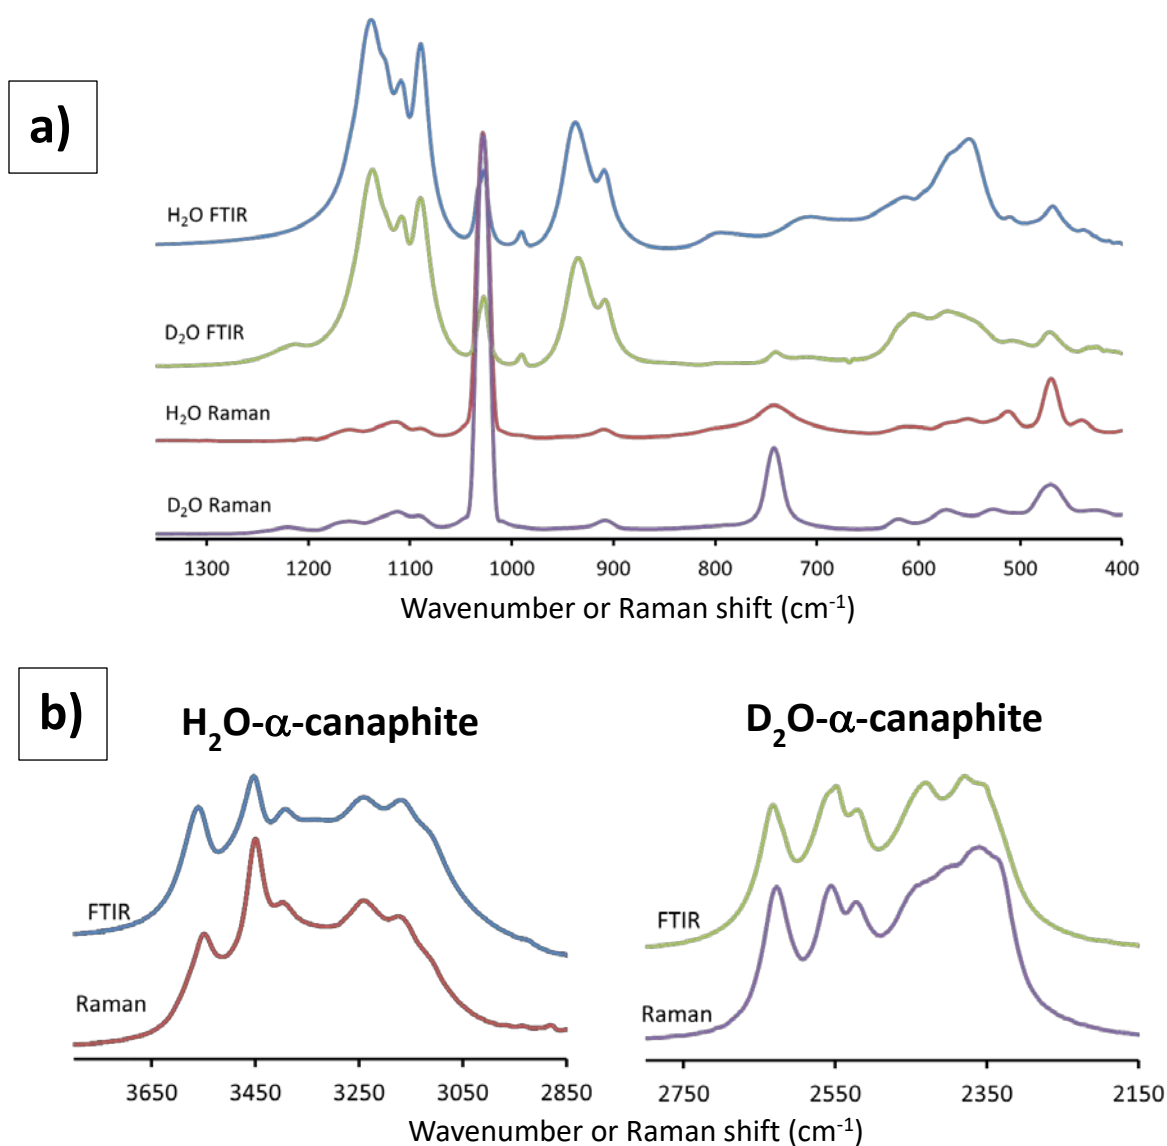 a)
H₂O FTIR
D₂O FTIR
H₂O Raman
D₂O Raman
1300 1200 1100 1000 900 800 700 600 500 400
Wavenumber or Raman shift (cm⁻¹)
b)
H₂O-α-canaphite
D₂O-α-canaphite
FTIR
Raman
FTIR
Raman
3650 3450 3250 3050 2850
2750 2550 2350 2150
Wavenumber or Raman shift (cm⁻¹)